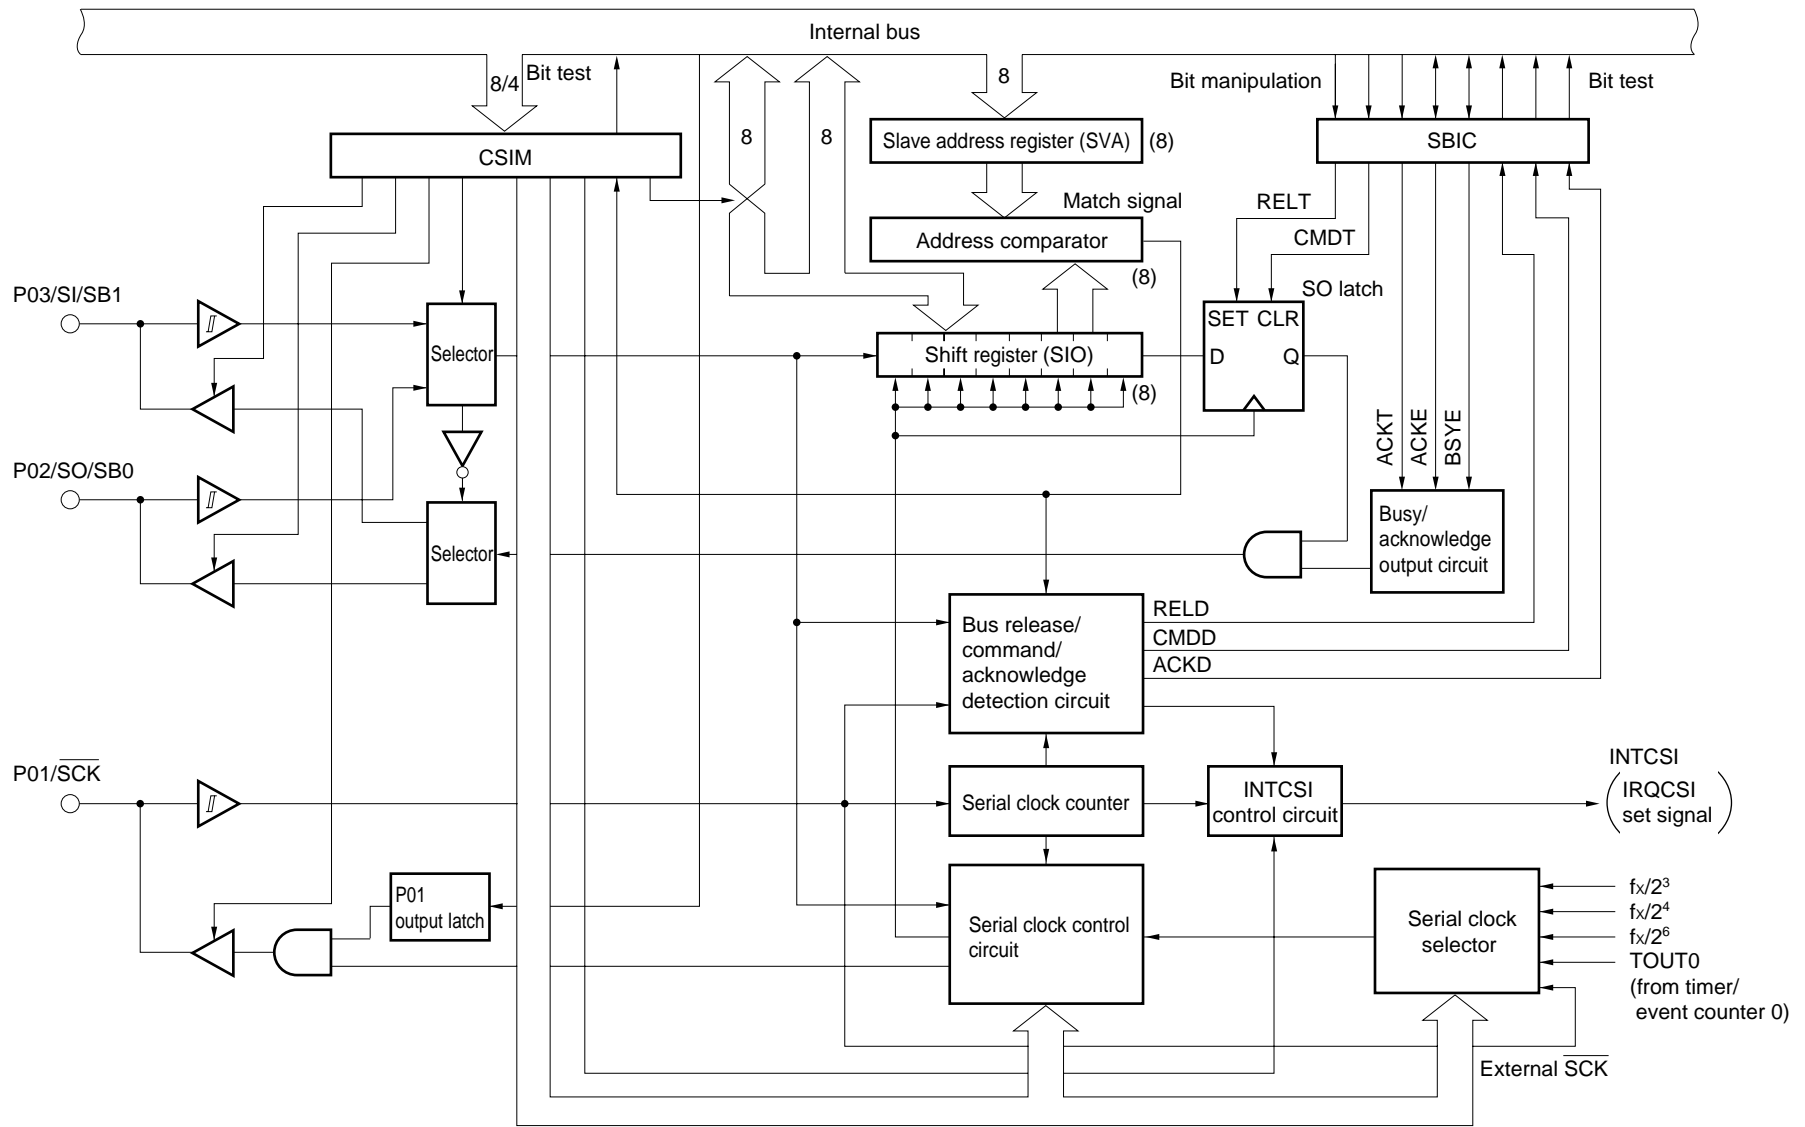 Internal bus
8/4
Bit test
8
8
8
Bit manipulation
Bit test
CSIM
Slave address register (SVA)
(8)
SBIC
Match signal
Address comparator
(8)
RELT
CMDT
SO latch
P03/SI/SB1
Selector
Shift register (SIO)
(8)
SET CLR
D
Q
ACKT
ACKE
BSYE
P02/SO/SB0
Selector
Busy/
acknowledge
output circuit
Bus release/
command/
acknowledge
detection circuit
RELD
CMDD
ACKD
P01/S̅C̅K̅
Serial clock counter
INTCSI
control circuit
INTCSI
(IRQCSI
set signal)
P01
output latch
Serial clock control
circuit
Serial clock
selector
fX/2³
fX/2⁴
fX/2⁶
TOUT0
(from timer/
event counter 0)
External S̅C̅K̅